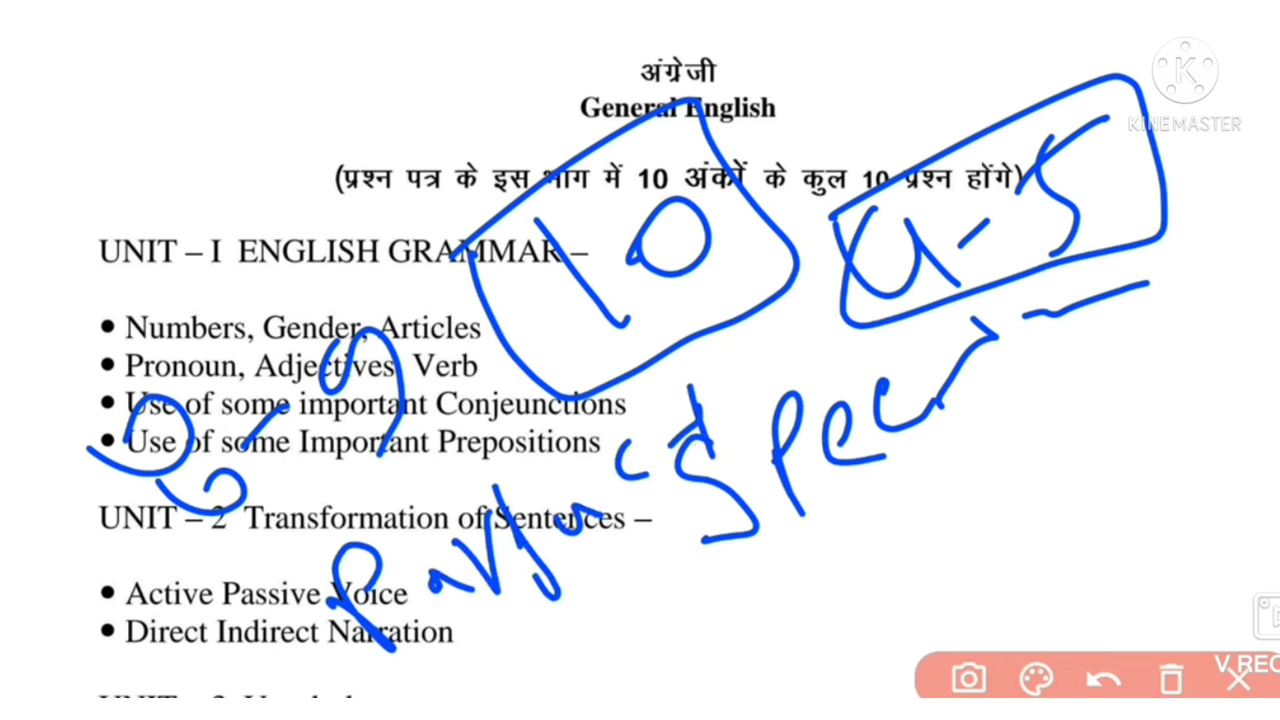 अंग्रेजी
General English
KINEMASTER
(प्रश्न पत्र के इस भाग में 10 अंकों के कुल 10 प्रश्न होंगे)
10
4-5
UNIT – I ENGLISH GRAMMAR –
• Numbers, Gender, Articles
• Pronoun, Adjectives, Verb
• Use of some important Conjeunctions
• Use of some Important Prepositions
UNIT – 2 Transformation of Sentences –
• Active Passive Voice
• Direct Indirect Narration
V REC